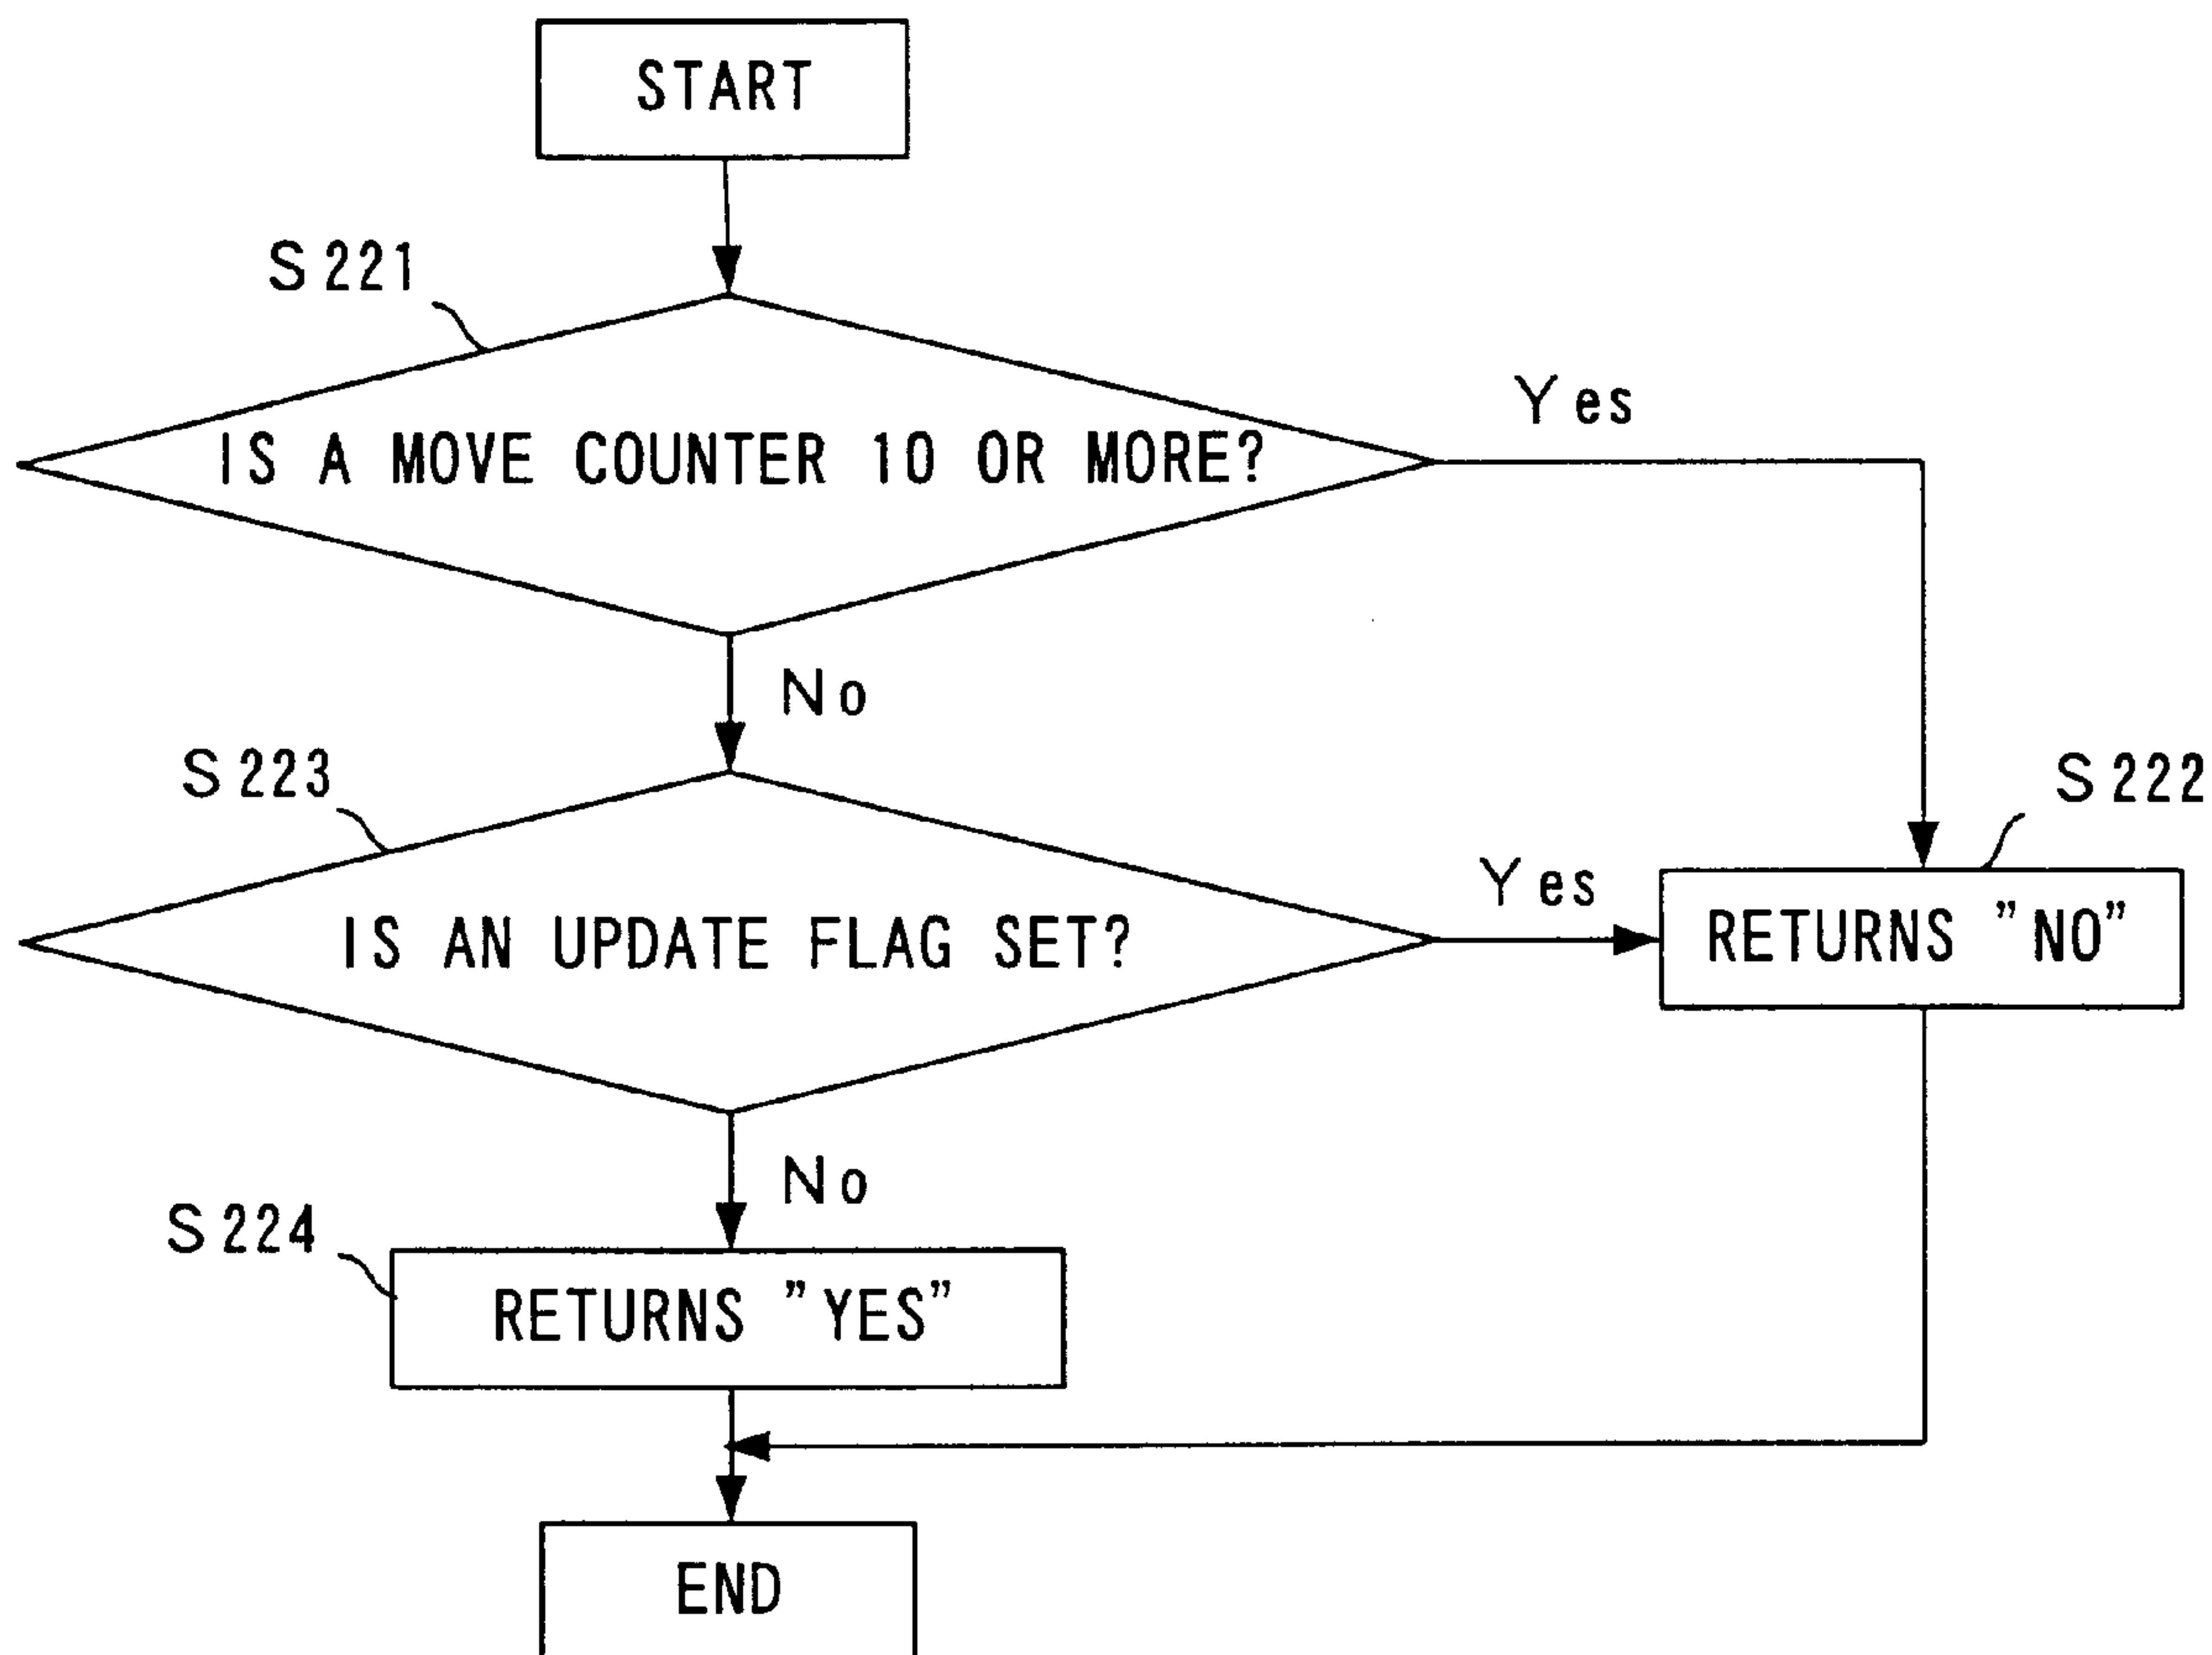 START
S221
Yes
IS A MOVE COUNTER 10 OR MORE?
No
S223
S222
Yes
IS AN UPDATE FLAG SET?
RETURNS ”NO”
No
S224
RETURNS ”YES”
END